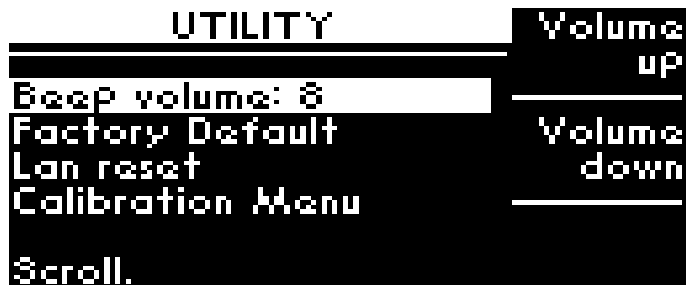 UTILITY
Volume
up
Beep volume: 8
Factory Default
Volume
Lan reset
down
Calibration Menu
Scroll.